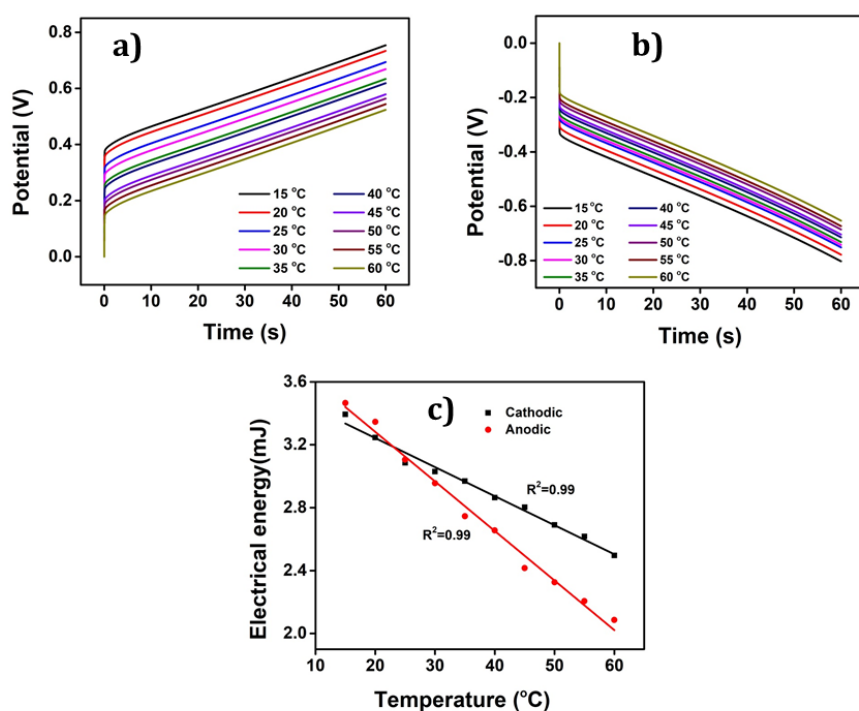 a)
0.8
0.6
0.4
0.2
0.0
Potential (V)
15 °C
20 °C
25 °C
30 °C
35 °C
40 °C
45 °C
50 °C
55 °C
60 °C
0 10 20 30 40 50 60
Time (s)
b)
0.0
-0.2
-0.4
-0.6
-0.8
Potential (V)
15 °C
20 °C
25 °C
30 °C
35 °C
40 °C
45 °C
50 °C
55 °C
60 °C
0 10 20 30 40 50 60
Time (s)
c)
3.6
3.2
2.8
2.4
2.0
Electrical energy(mJ)
Cathodic
Anodic
R²=0.99
R²=0.99
10 20 30 40 50 60
Temperature (°C)